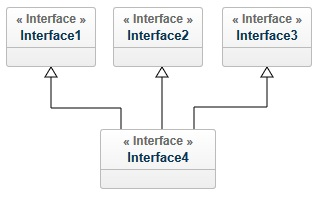 « Interface »
Interface1
« Interface »
Interface2
« Interface »
Interface3
« Interface »
Interface4